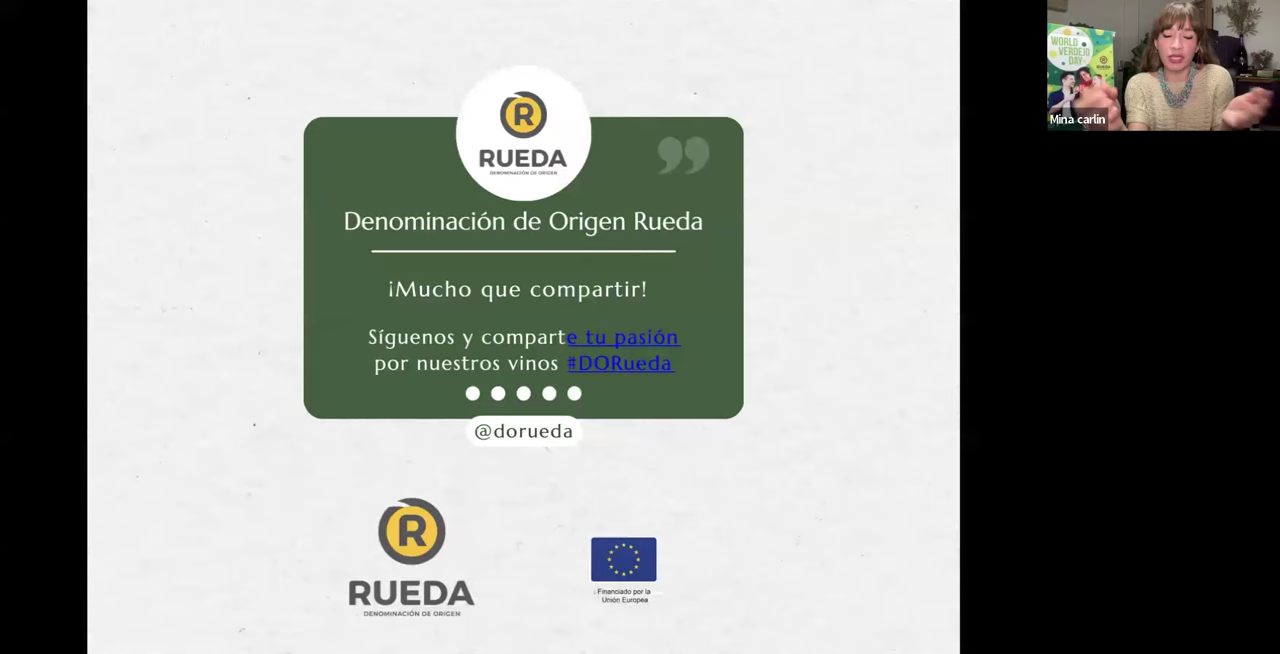 R
RUEDA
DENOMINACIÓN DE ORIGEN
Denominación de Origen Rueda
¡Mucho que compartir!
Síguenos y comparte tu pasión
por nuestros vinos #DORueda
@dorueda
R
RUEDA
DENOMINACIÓN DE ORIGEN
Financiado por la
Unión Europea
WORLD
VERDEJO
DAY
RUEDA
Mina carlin